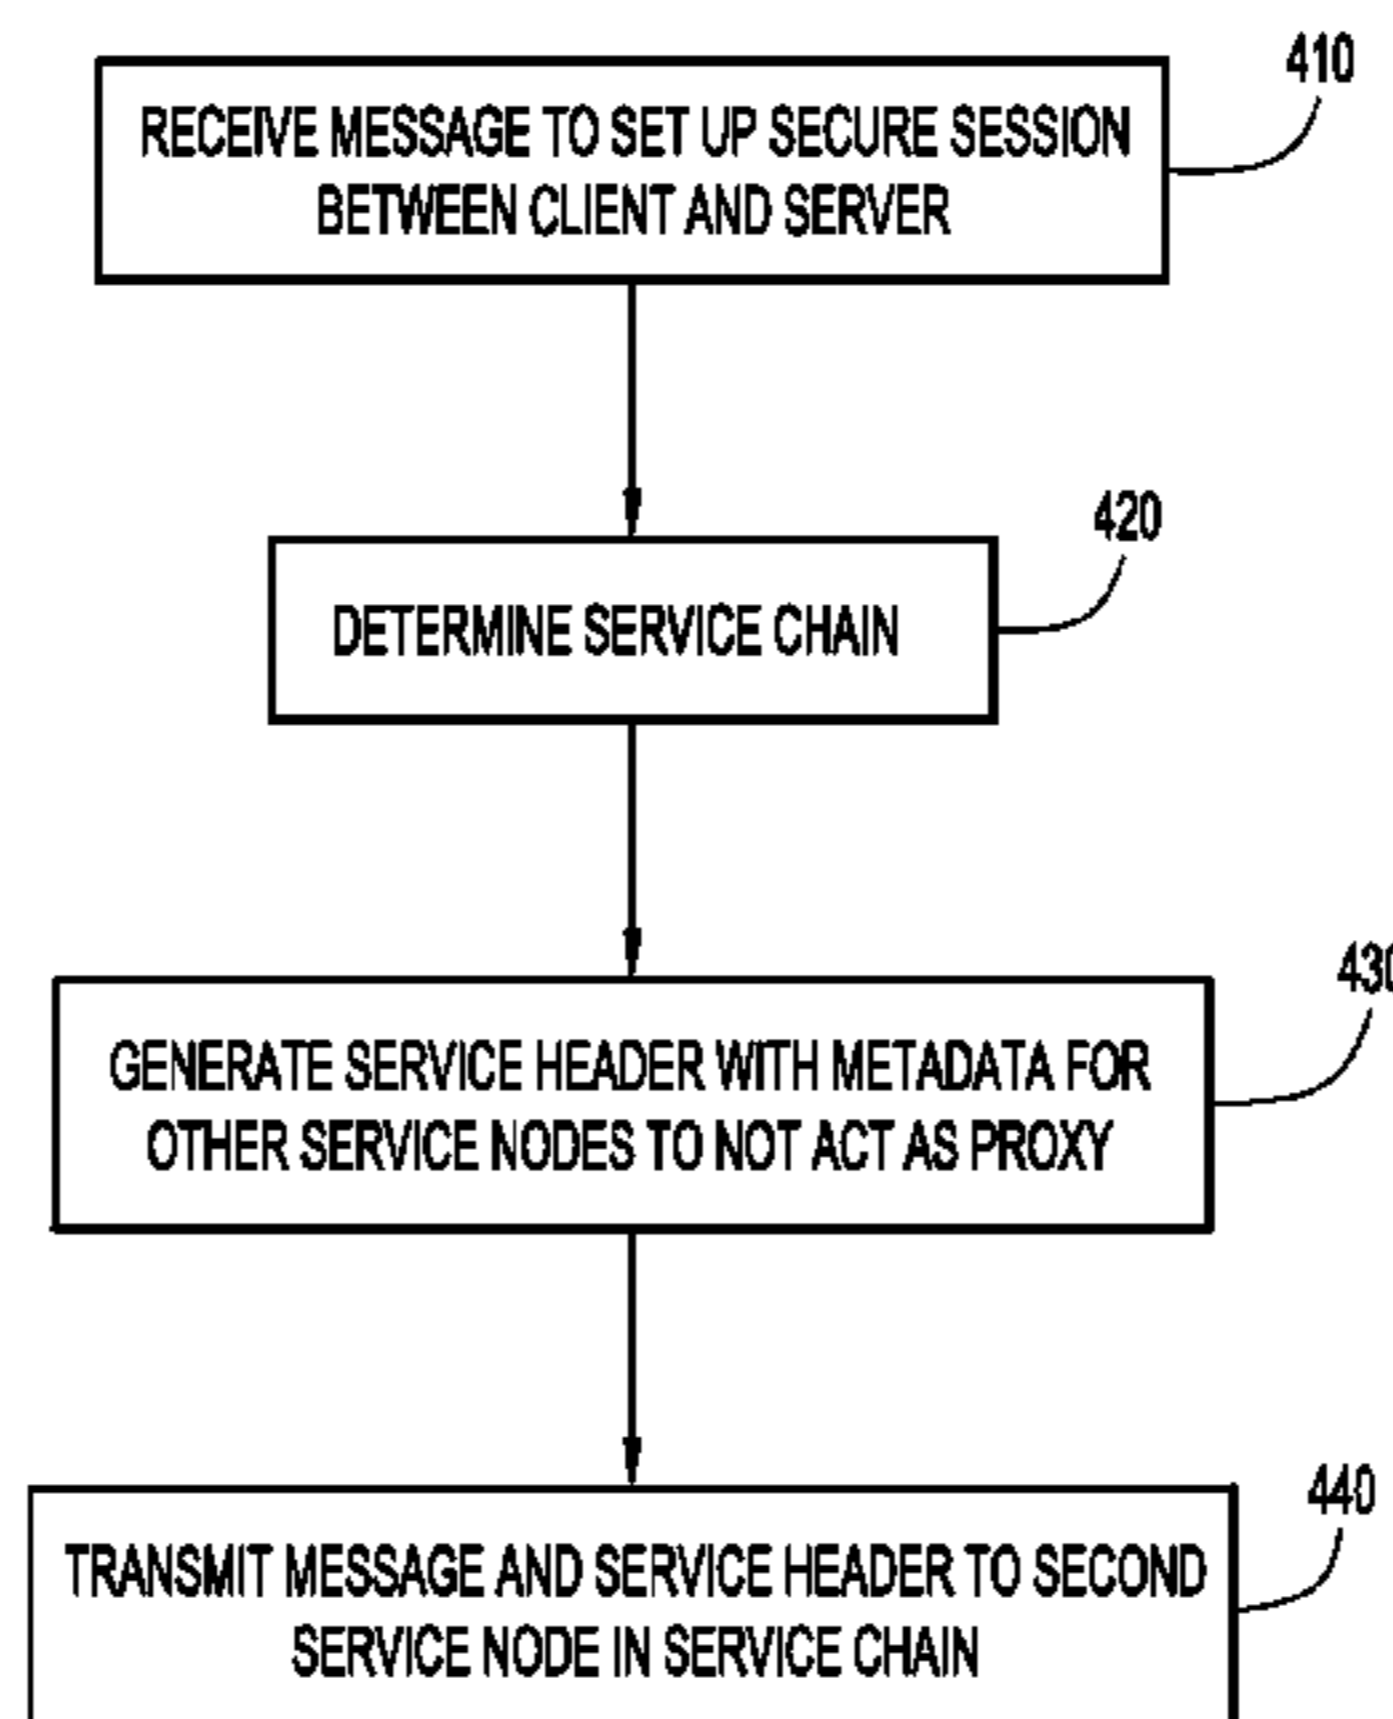 410
RECEIVE MESSAGE TO SET UP SECURE SESSION
BETWEEN CLIENT AND SERVER
420
DETERMINE SERVICE CHAIN
430
GENERATE SERVICE HEADER WITH METADATA FOR
OTHER SERVICE NODES TO NOT ACT AS PROXY
440
TRANSMIT MESSAGE AND SERVICE HEADER TO SECOND
SERVICE NODE IN SERVICE CHAIN